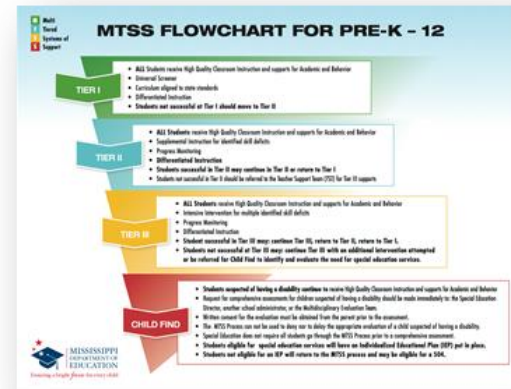 Multi
Tiered
Systems of
Support
MTSS FLOWCHART FOR PRE-K – 12
TIER I
• ALL Students receive High Quality Classroom Instruction and supports for Academic and Behavior
• Universal Screener
• Curriculum aligned to state standards
• Differentiated Instruction
• Students not successful at Tier I should move to Tier II
TIER II
• ALL Students receive High Quality Classroom Instruction and supports for Academic and Behavior
• Supplemental Instruction for identified skill deficits
• Progress Monitoring
• Differentiated Instruction
• Students successful in Tier II may continue in Tier II or return to Tier I
• Students not successful in Tier II should be referred to the Teacher Support Team (TST) for Tier III supports
TIER III
• ALL Students receive High Quality Classroom Instruction and supports for Academic and Behavior
• Intensive Intervention for multiple identified skill deficits
• Progress Monitoring
• Differentiated Instruction
• Student successful in Tier III may: continue Tier III, return to Tier II, return to Tier I.
• Students not successful at Tier III may: continue Tier III with an additional intervention attempted
or be referred for Child Find to identify and evaluate the need for special education services.
CHILD FIND
• Students suspected of having a disability continue to receive High Quality Classroom Instruction and supports for Academic and Behavior
• Request for comprehensive assessments for children suspected of having a disability should be made immediately to: the Special Education
Director, another school administrator, or the Multidisciplinary Evaluation Team.
• Written consent for the evaluation must be obtained from the parent prior to the assessment.
• The MTSS Process can not be used to deny nor to delay the appropriate evaluation of a child suspected of having a disability.
• Special Education does not require all students go through the MTSS Process prior to a comprehensive assessment.
• Students eligible for special education services will have an Individualized Educational Plan (IEP) put in place.
• Students not eligible for an IEP will return to the MTSS process and may be eligible for a 504.
MISSISSIPPI
DEPARTMENT OF
EDUCATION
Ensuring a bright future for every child